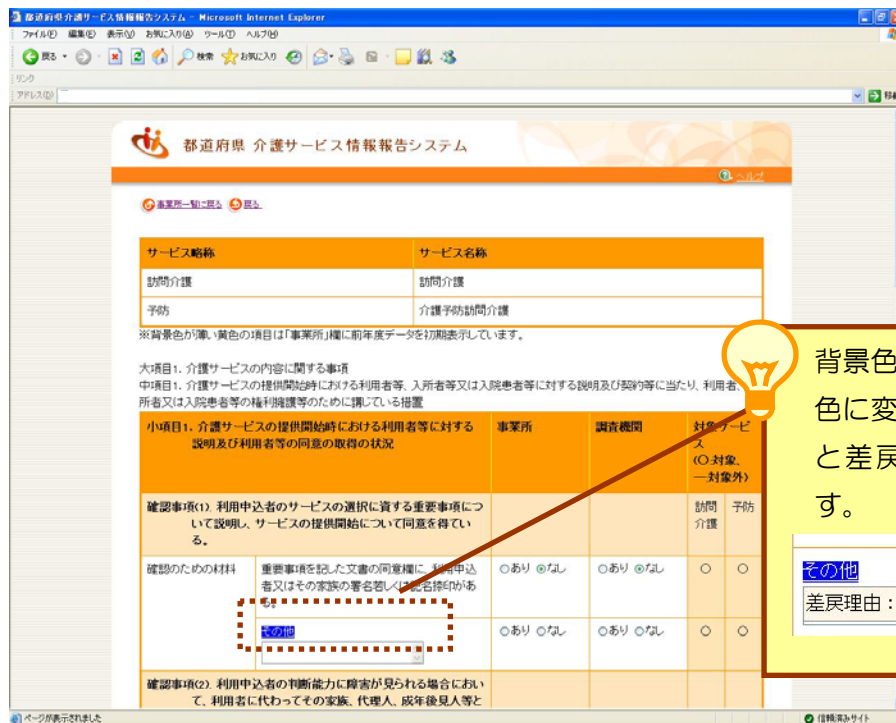 都道府県介護サービス情報報告システム - Microsoft Internet Explorer
ファイル(F) 編集(E) 表示(V) お気に入り(A) ツール(T) ヘルプ(H)
戻る 検索 お気に入り
リンク
アドレス(D) 移動
都道府県 介護サービス情報報告システム
ヘルプ
事業所一覧に戻る 戻る
サービス略称 サービス名称
訪問介護 訪問介護
予防 介護予防訪問介護
※背景色が薄い黄色の項目は「事業所」欄に前年度データを初期表示しています。
大項目1. 介護サービスの内容に関する事項
中項目1. 介護サービスの提供開始時における利用者等、入所者等又は入院患者等に対する説明及び契約等に当たり、利用者、
所者又は入院患者等の権利擁護等のために講じている措置
小項目1. 介護サービスの提供開始時における利用者等に対する
説明及び利用者等の同意の取得の状況
事業所 調査機関 対象サービ
ス
(○対象、
―対象外)
確認事項(1). 利用申込者のサービスの選択に資する重要事項につ
いて説明し、サービスの提供開始について同意を得てい
る。
訪問 予防
介護
確認のための材料 重要事項を記した文書の同意欄に、利用申込
者又はその家族の署名若しくは記名捺印があ
る。
○あり ◉なし ○あり ◉なし ○ ○
その他 ○あり ○なし ○あり ○なし ○ ○
確認事項(2). 利用申込者の判断能力に障害が見られる場合におい
て、利用者に代わってその家族、代理人、成年後見人等と
背景色
色に変
と差戻
す。
その他
差戻理由：
ページが表示されました 信頼済みサイト